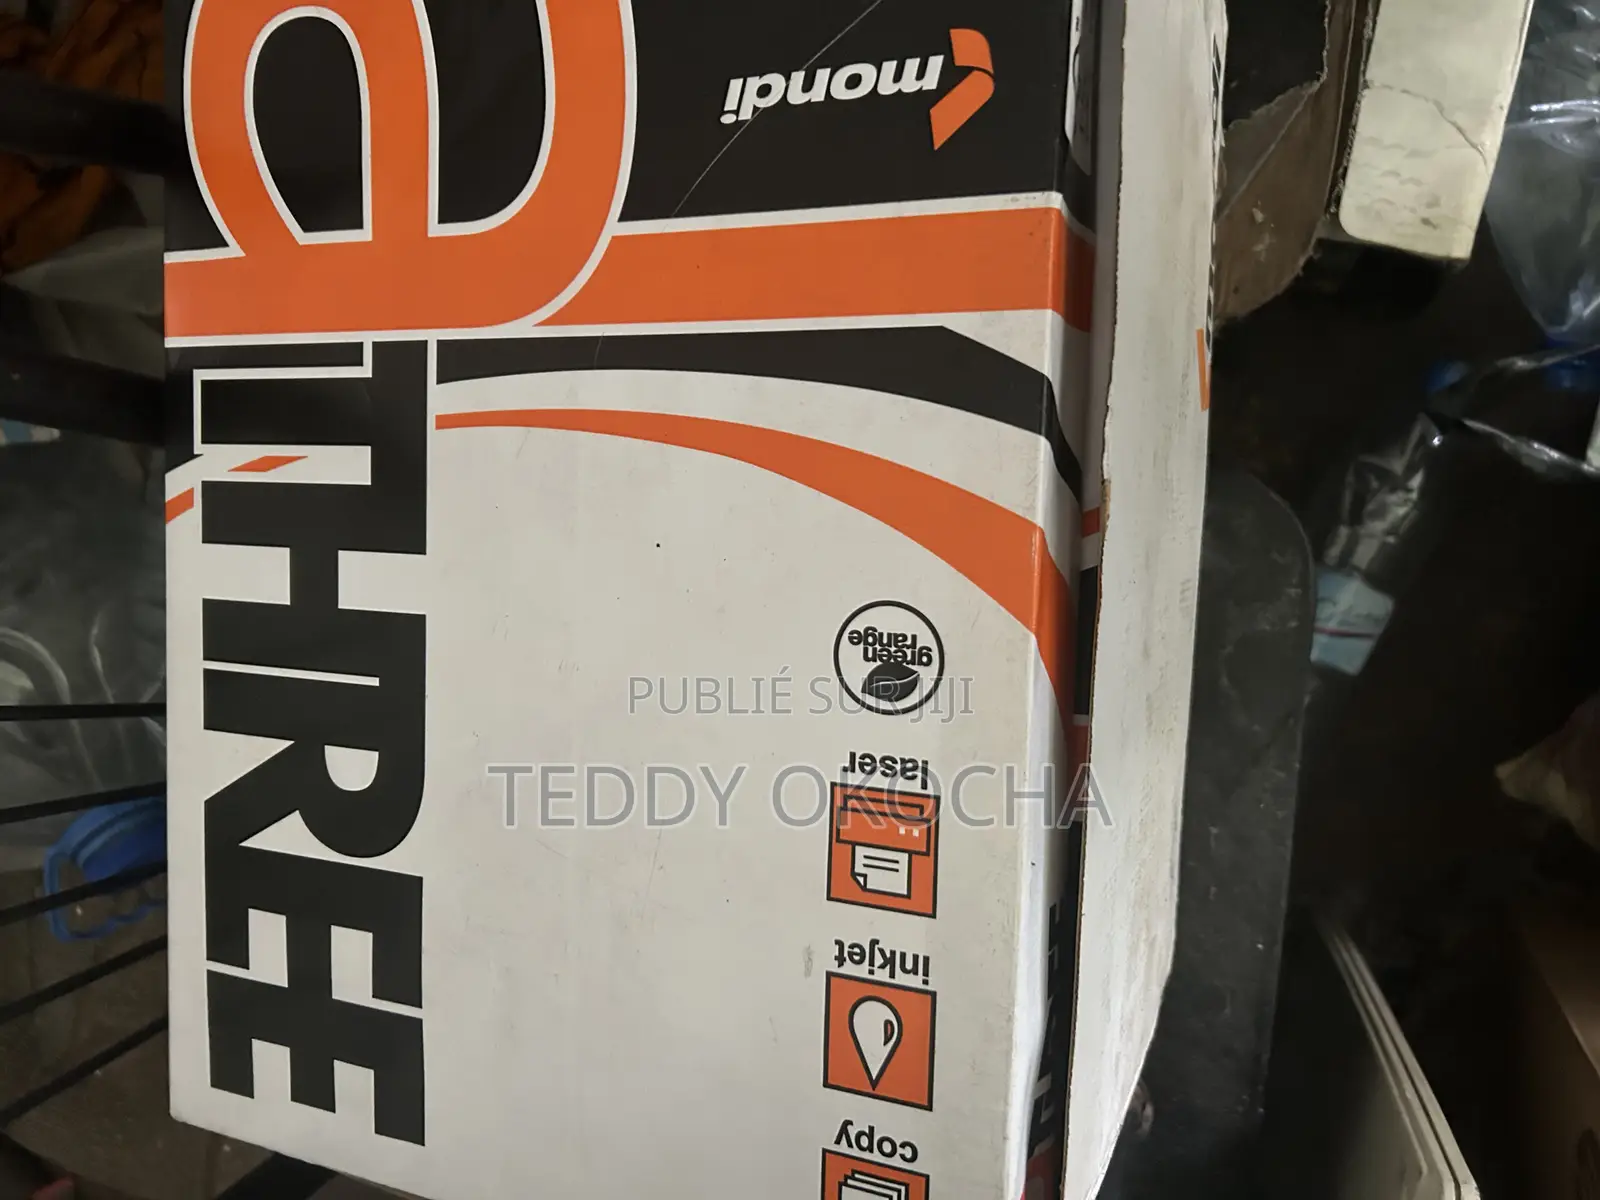 mondi
a
THREE
green
range
laser
inkjet
copy
PUBLIÉ SUR JIJI
TEDDY OKOCHA